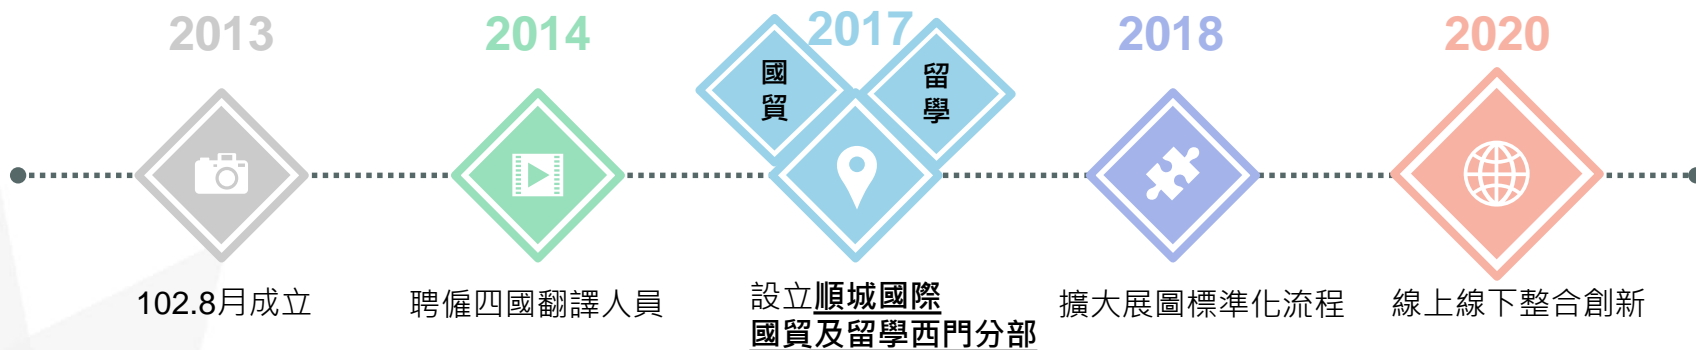 2013
2014
2017
2018
2020
國貿
留學
102.8月成立
聘僱四國翻譯人員
設立順城國際
國貿及留學西門分部
擴大展圖標準化流程
線上線下整合創新